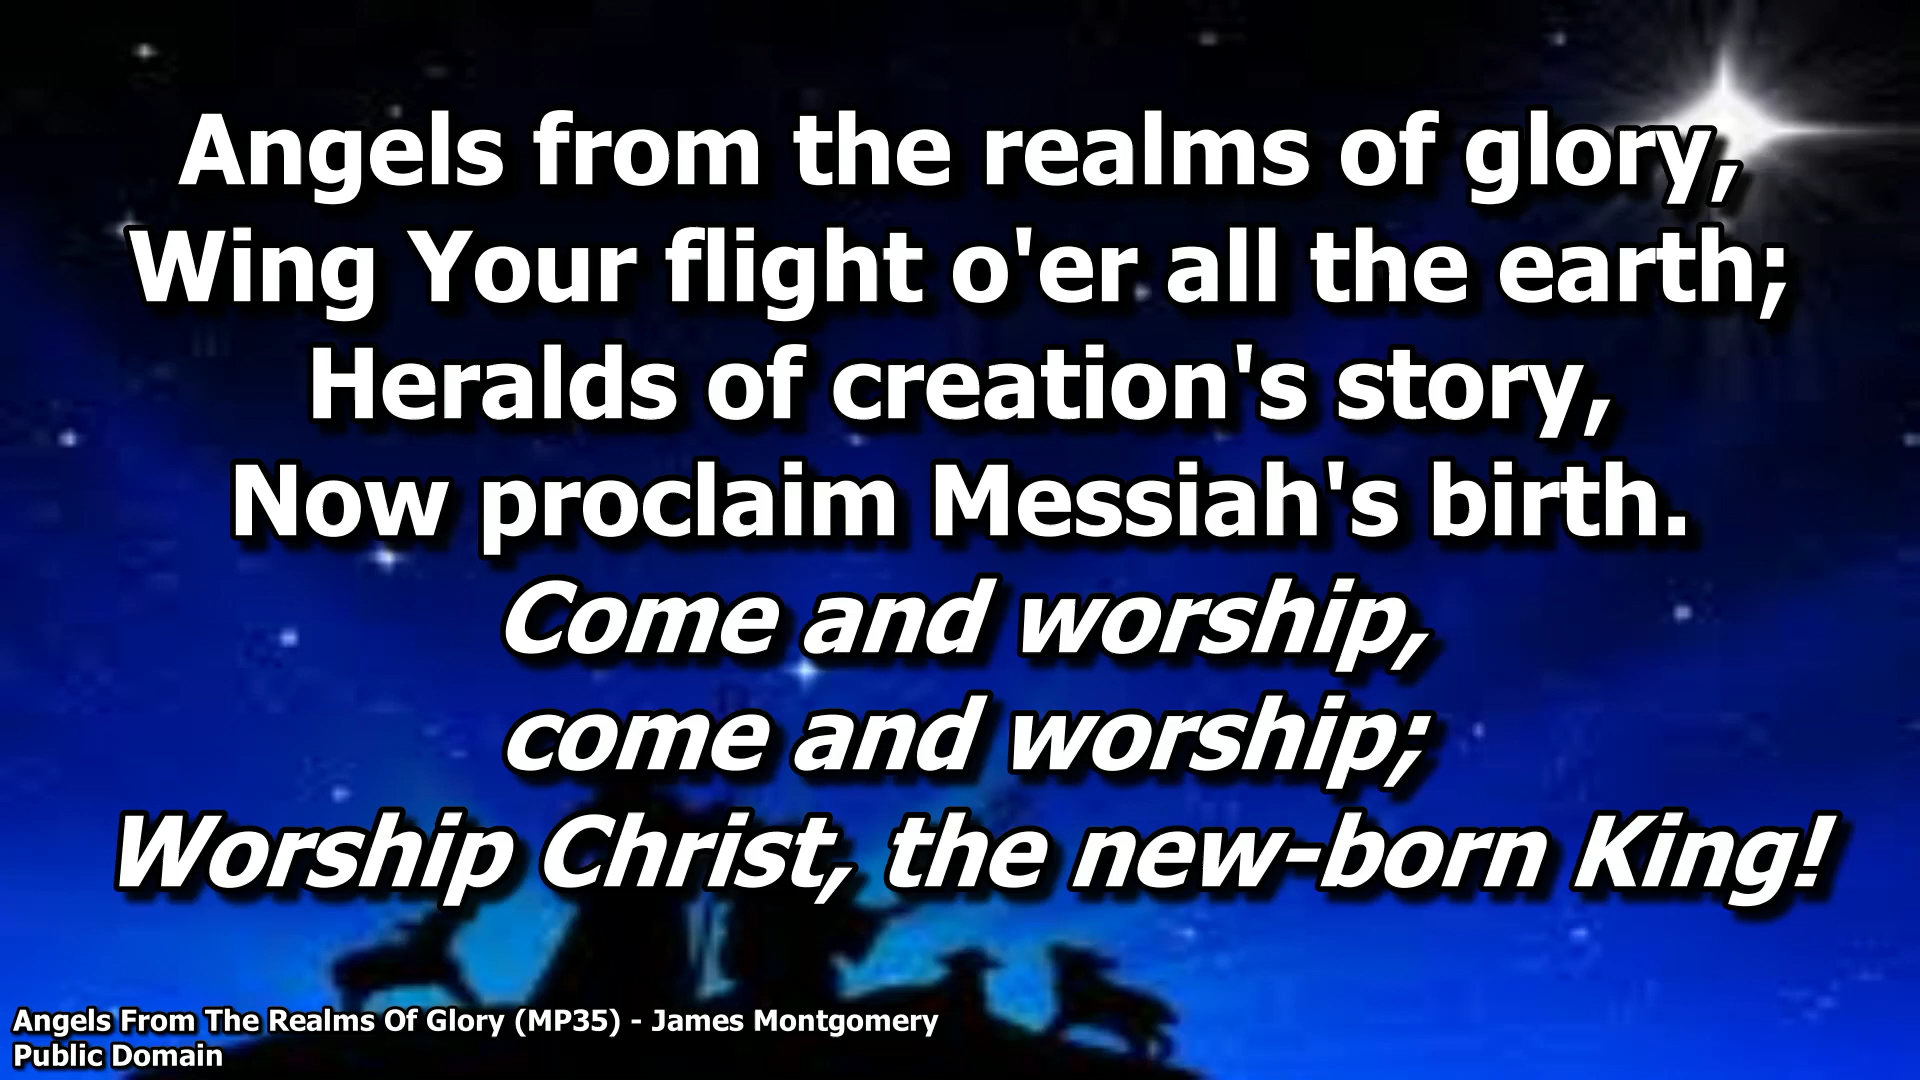 Angels from the realms of glory,
Wing Your flight o'er all the earth;
Heralds of creation's story,
Now proclaim Messiah's birth.
Come and worship,
come and worship;
Worship Christ, the new-born King!
Angels From The Realms Of Glory (MP35) - James Montgomery
Public Domain